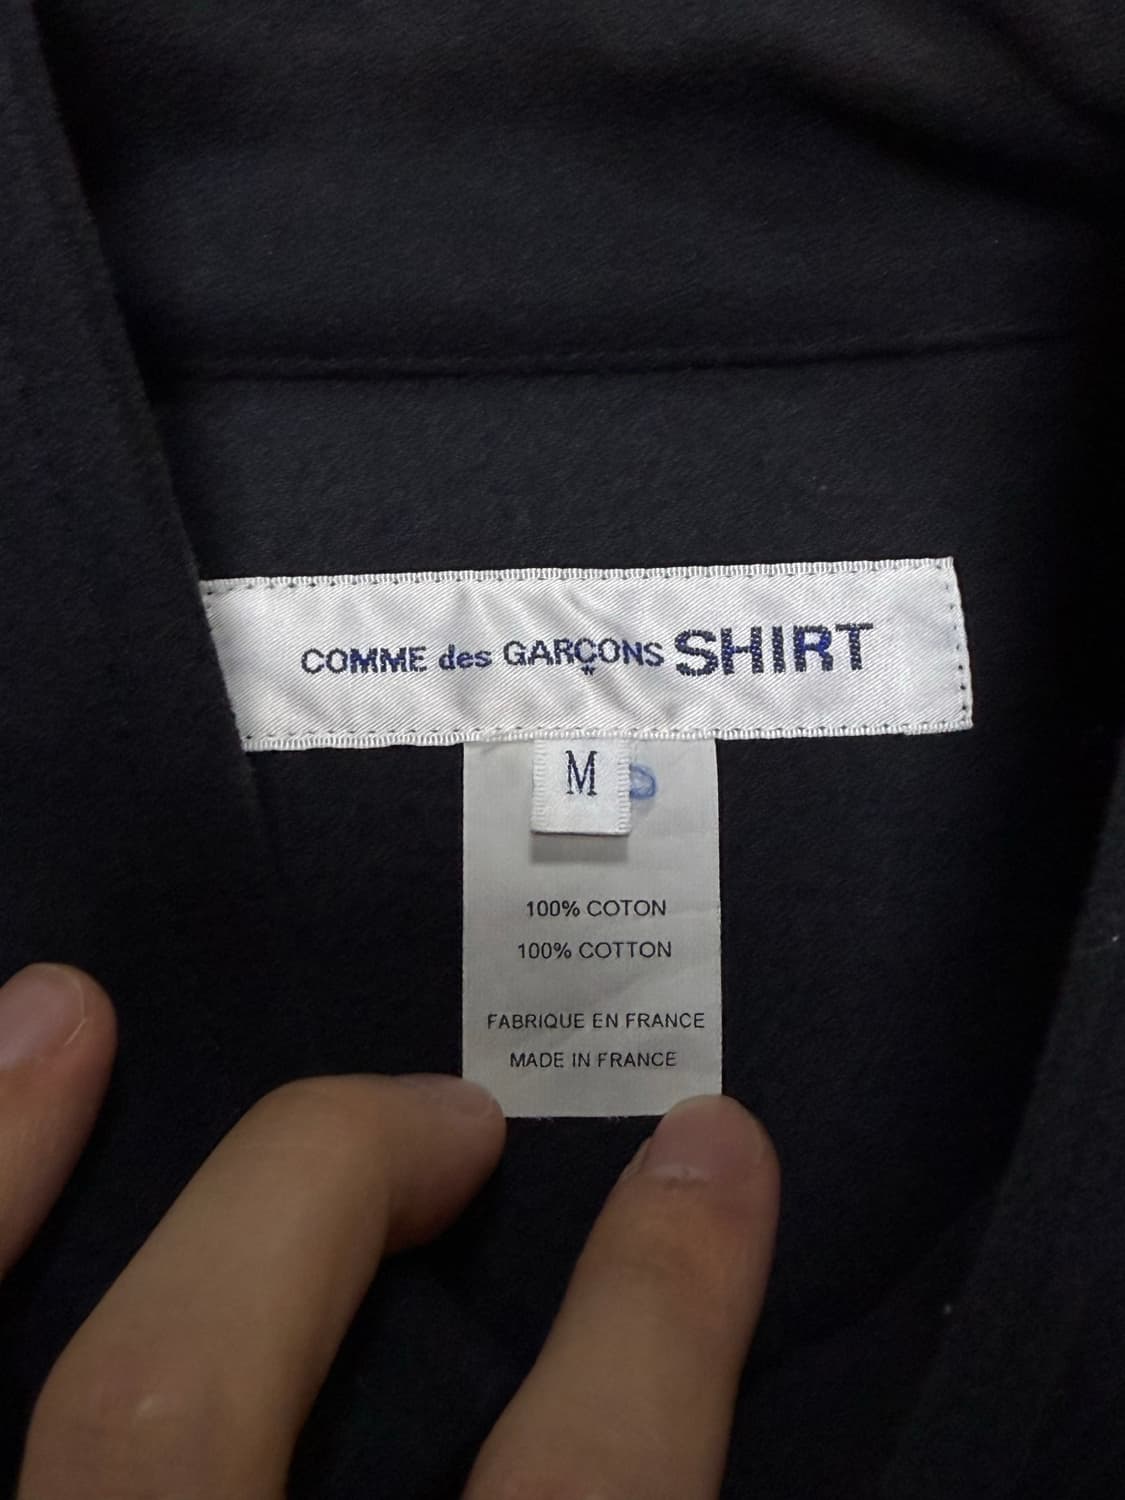 COMME des GARÇONS SHIRT
M
100% COTON
100% COTTON
FABRIQUE EN FRANCE
MADE IN FRANCE